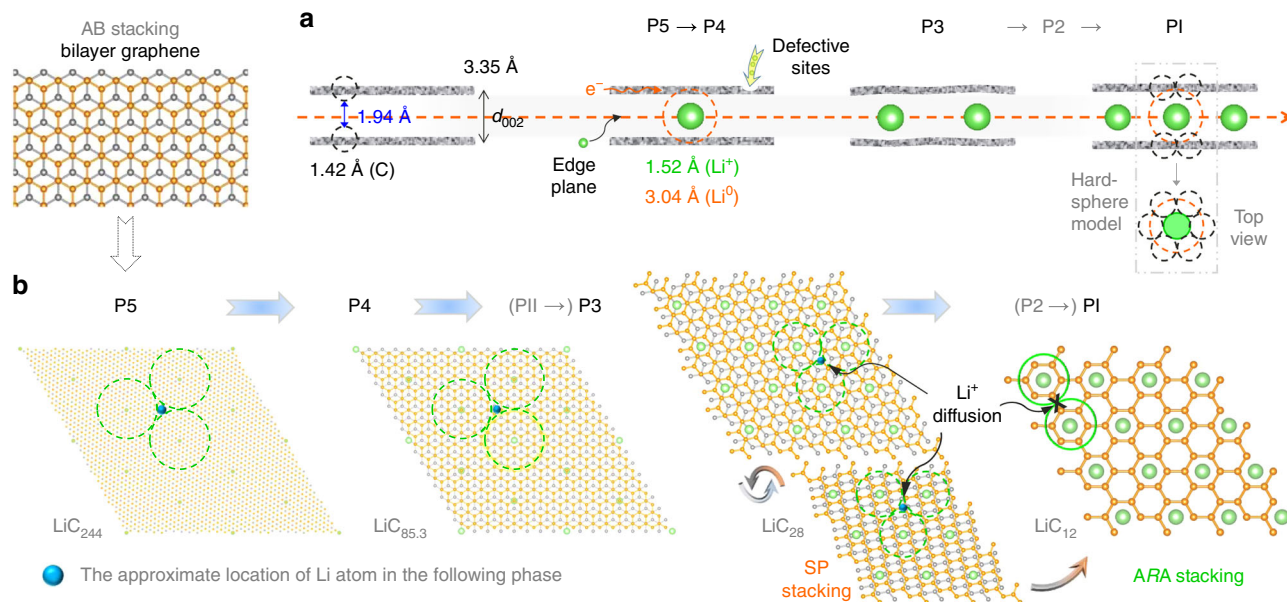 AB stacking
bilayer graphene
a
P5 → P4
P3
→ P2 →
PI
Defective
sites
3.35 Å
e⁻
1.94 Å
d₀₀₂
1.42 Å (C)
Edge
plane
1.52 Å (Li⁺)
3.04 Å (Li⁰)
Hard-
sphere
model
Top
view
b
P5
P4
(PII →) P3
(P2 →) PI
Li⁺
diffusion
LiC₂₄₄
LiC₈₅.₃
LiC₂₈
LiC₁₂
The approximate location of Li atom in the following phase
SP
stacking
ARA stacking